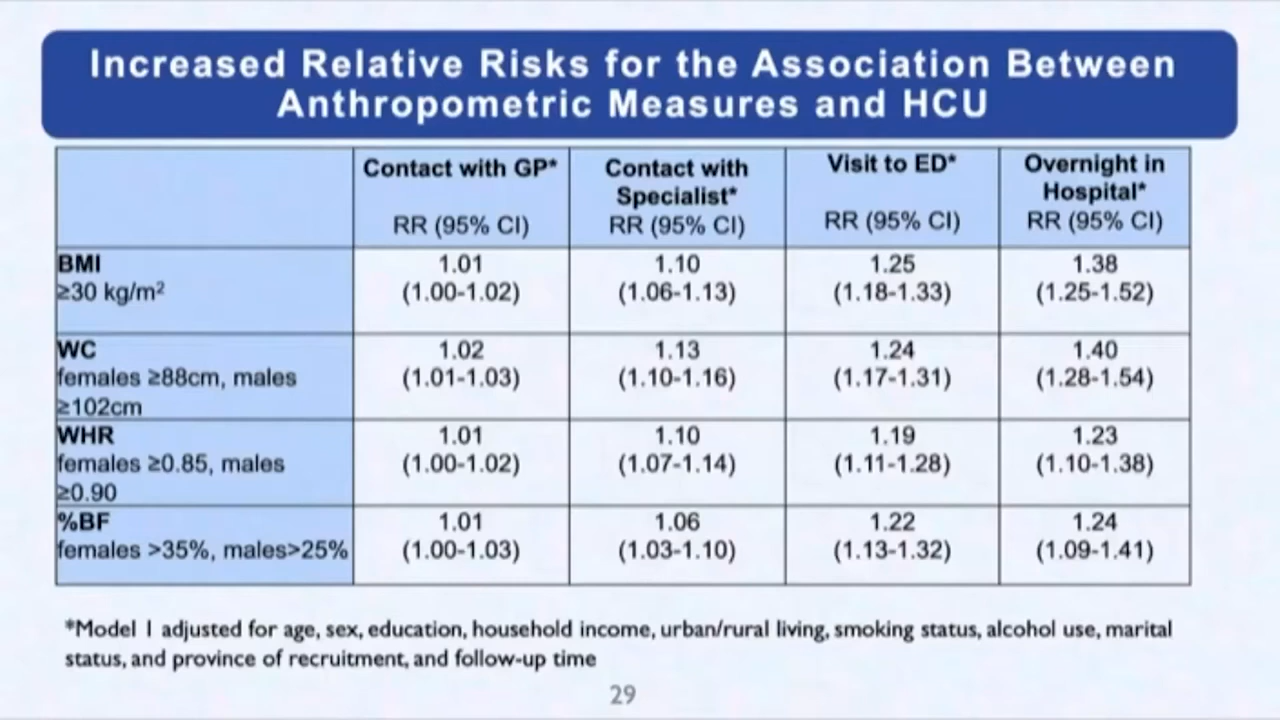 Increased Relative Risks for the Association Between
Anthropometric Measures and HCU
Contact with GP*
RR (95% CI)
Contact with
Specialist*
RR (95% CI)
Visit to ED*
RR (95% CI)
Overnight in
Hospital*
RR (95% CI)
BMI
≥30 kg/m²
1.01
(1.00-1.02)
1.10
(1.06-1.13)
1.25
(1.18-1.33)
1.38
(1.25-1.52)
WC
females ≥88cm, males
≥102cm
1.02
(1.01-1.03)
1.13
(1.10-1.16)
1.24
(1.17-1.31)
1.40
(1.28-1.54)
WHR
females ≥0.85, males
≥0.90
1.01
(1.00-1.02)
1.10
(1.07-1.14)
1.19
(1.11-1.28)
1.23
(1.10-1.38)
%BF
females >35%, males>25%
1.01
(1.00-1.03)
1.06
(1.03-1.10)
1.22
(1.13-1.32)
1.24
(1.09-1.41)
*Model 1 adjusted for age, sex, education, household income, urban/rural living, smoking status, alcohol use, marital
status, and province of recruitment, and follow-up time
29